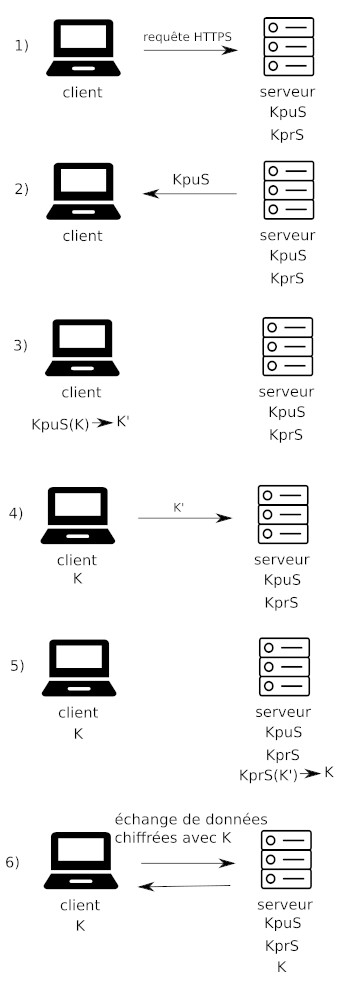 1)
requête HTTPS
client
serveur
KpuS
KprS
2)
KpuS
client
serveur
KpuS
KprS
3)
client
KpuS(K) → K'
serveur
KpuS
KprS
4)
K'
client
K
serveur
KpuS
KprS
5)
client
K
serveur
KpuS
KprS
KprS(K') → K
6)
échange de données
chiffrées avec K
client
K
serveur
KpuS
KprS
K